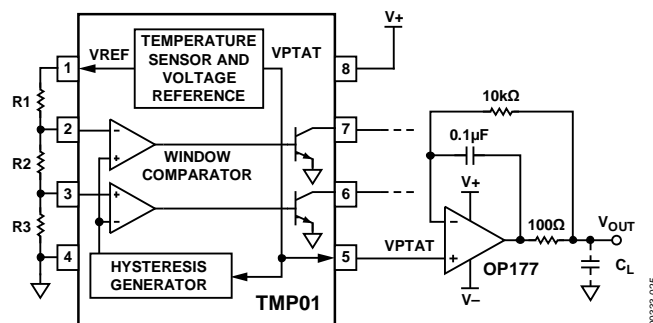 V+
TEMPERATURE
SENSOR AND
VOLTAGE
REFERENCE
VREF
VPTAT
1
8
R1
2
7
WINDOW
COMPARATOR
R2
3
6
R3
4
5
VPTAT
HYSTERESIS
GENERATOR
TMP01
10kΩ
0.1µF
V+
100Ω
VOUT
OP177
CL
V–
−
+
+
−
−
+